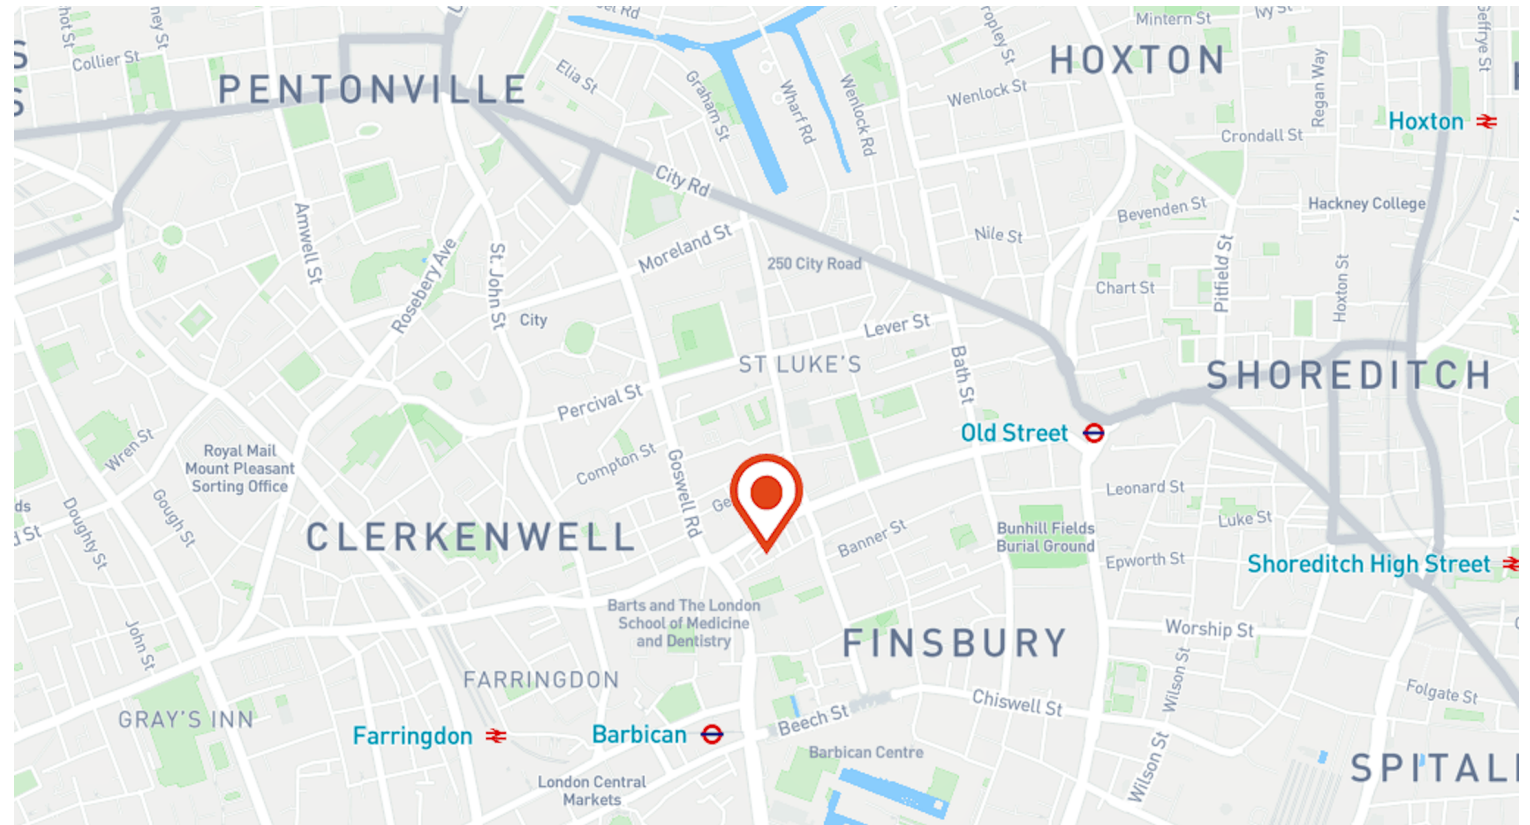 Collier St
PENTONVILLE
Elia St
Graham St
Wharf Rd
Wenlock Rd
HOXTON
Mintern St
Ivy St
Wenlock St
Regan Way
Crondall St
Hoxton
City Rd
Amwell St
Rosebery Ave
St. John St
Moreland St
250 City Road
Nile St
Bevenden St
Hackney College
Chart St
Pitfield St
Hoxton St
City
Lever St
ST LUKE'S
Bath St
SHOREDITCH
Percival St
Old Street
Wren St
Royal Mail
Mount Pleasant
Sorting Office
Compton St
Goswell Rd
Gough St
Doughty St
CLERKENWELL
Banner St
Leonard St
Luke St
Bunhill Fields
Burial Ground
Epworth St
Shoreditch High Street
Barts and The London
School of Medicine
and Dentistry
FINSBURY
Worship St
John St
FARRINGDON
GRAY'S INN
Farringdon
Barbican
Beech St
Chiswell St
Wilson St
Folgate St
Barbican Centre
Wilson St
London Central
Markets
SPITAL